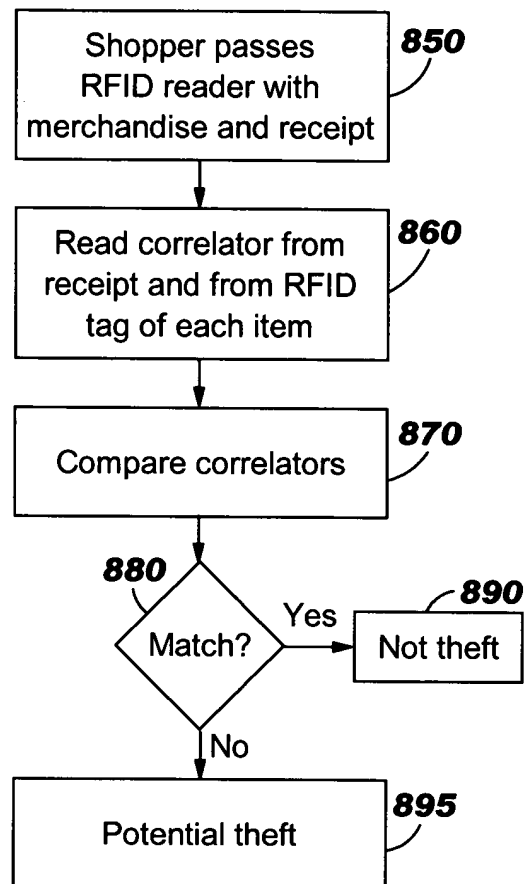 Shopper passes
RFID reader with
merchandise and receipt
850
Read correlator from
receipt and from RFID
tag of each item
860
Compare correlators
870
880
Match?
Yes
Not theft
890
No
Potential theft
895